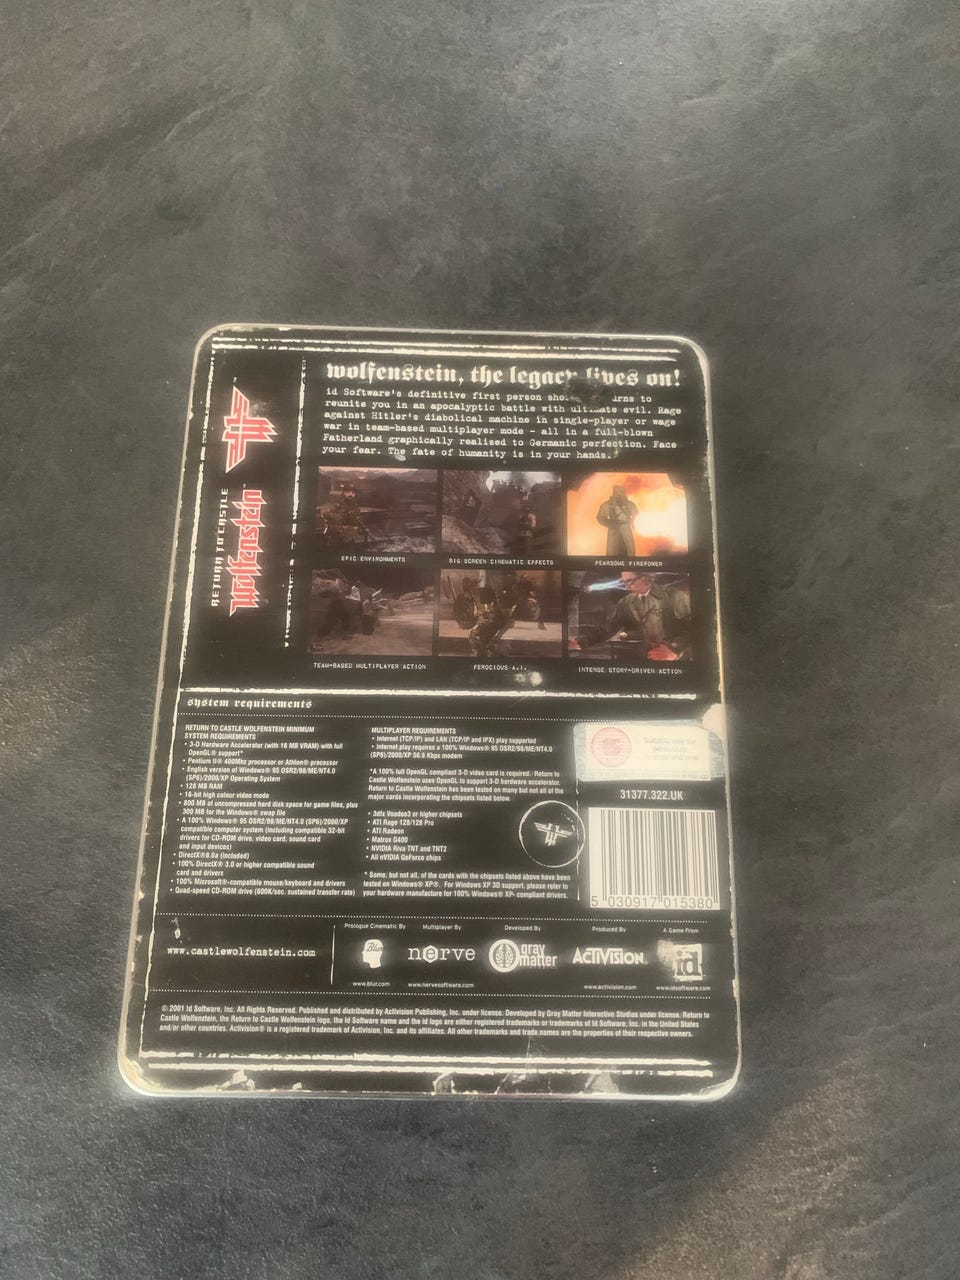 wolfenstein, the legacy lives on!
id Software's definitive first person
reunite you in an apocalyptic battle with ultimate evil. Rage
against Hitler's diabolical machine in single-player or wage
war in team-based multiplayer mode - all in a full-blown
Fatherland graphically realised to Germanic perfection. Face
your fear. The fate of humanity is in your hands.
RETURN TO CASTLE
Wolfenstein
EPIC ENVIRONMENTS
BIG SCREEN CINEMATIC EFFECTS
FEARSOME FIREPOWER
TEAM-BASED MULTIPLAYER ACTION
FEROCIOUS A.I.
INTENSE STORY-DRIVEN ACTION
system requirements
RETURN TO CASTLE WOLFENSTEIN MINIMUM
SYSTEM REQUIREMENTS
• 3-D Hardware Accelerator (with 16 MB VRAM) with full
OpenGL® support*
• Pentium II® 400Mhz processor or Athlon® processor
• English version of Windows® 95 OSR2/98/ME/NT4.0
(SP6)/2000/XP Operating System
• 128 MB RAM
• 16-bit high colour video mode
• 800 MB of uncompressed hard disk space for game files, plus
300 MB for the Windows® swap file
• A 100% Windows® 95 OSR2/98/ME/NT4.0 (SP6)/2000/XP
compatible computer system (including compatible 32-bit
drivers for CD-ROM drive, video card, sound card
and input devices)
• DirectX®8.0a (included)
• 100% DirectX® 3.0 or higher compatible sound
card and drivers
• 100% Microsoft®-compatible mouse/keyboard and drivers
• Quad-speed CD-ROM drive (600K/sec. sustained transfer rate)
MULTIPLAYER REQUIREMENTS
• Internet (TCP/IP) and LAN (TCP/IP and IPX) play supported
• Internet play requires a 100% Windows® 95 OSR2/98/ME/NT4.0
(SP6)/2000/XP 56.6 Kbps modem
*A 100% full OpenGL compliant 3-D video card is required. Return to
Castle Wolfenstein uses OpenGL to support 3-D hardware accelerator.
Return to Castle Wolfenstein has been tested on many but not all of the
major cards incorporating the chipsets listed below.
• 3dfx Voodoo3 or higher chipsets
• ATI Rage 128/128 Pro
• ATI Radeon
• Matrox G400
• NVIDIA Riva TNT and TNT2
• All nVIDIA GeForce chips
* Some, but not all, of the cards with the chipsets listed above have been
tested on Windows® XP®. For Windows XP 3D support, please refer to
your hardware manufacturer for 100% Windows® XP- compliant drivers.
Suitable only for
31377.322.UK
5 030917 015380
www.castlewolfenstein.com
Prologue Cinematic By
Blur
www.blur.com
Multiplayer By
nerve
www.nervesoftware.com
Developed By
gray
matter
Produced By
ACTIVISION.
www.activision.com
A Game From
id
www.idsoftware.com
© 2001 Id Software, Inc. All Rights Reserved. Published and distributed by Activision Publishing, Inc. under license. Developed by Gray Matter Interactive Studios under license. Return to
Castle Wolfenstein, the Return to Castle Wolfenstein logo, the Id Software name and the id logo are either registered trademarks or trademarks of Id Software, Inc. in the United States
and/or other countries. Activision® is a registered trademark of Activision, Inc. and its affiliates. All other trademarks and trade names are the properties of their respective owners.